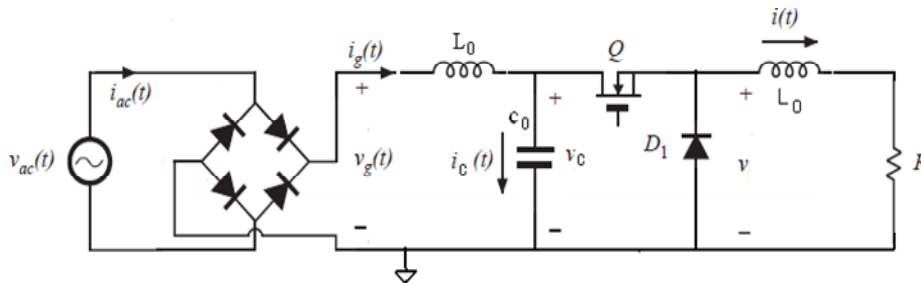 i(t)
i_g(t)
L_0
Q
i_ac(t)
+
+
+
L_0
c_0
v_ac(t)
v_g(t)
i_c(t)
v_c
D_1
v
R
−
−
−